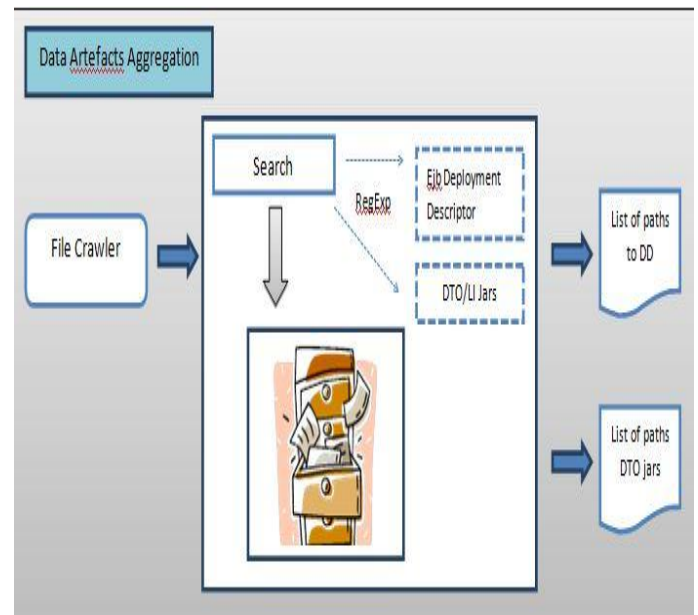 Data Artefacts Aggregation
File Crawler
Search
RegExp
Ejb Deployment
Descriptor
DTO/LI Jars
List of paths
to DD
List of paths
DTO jars